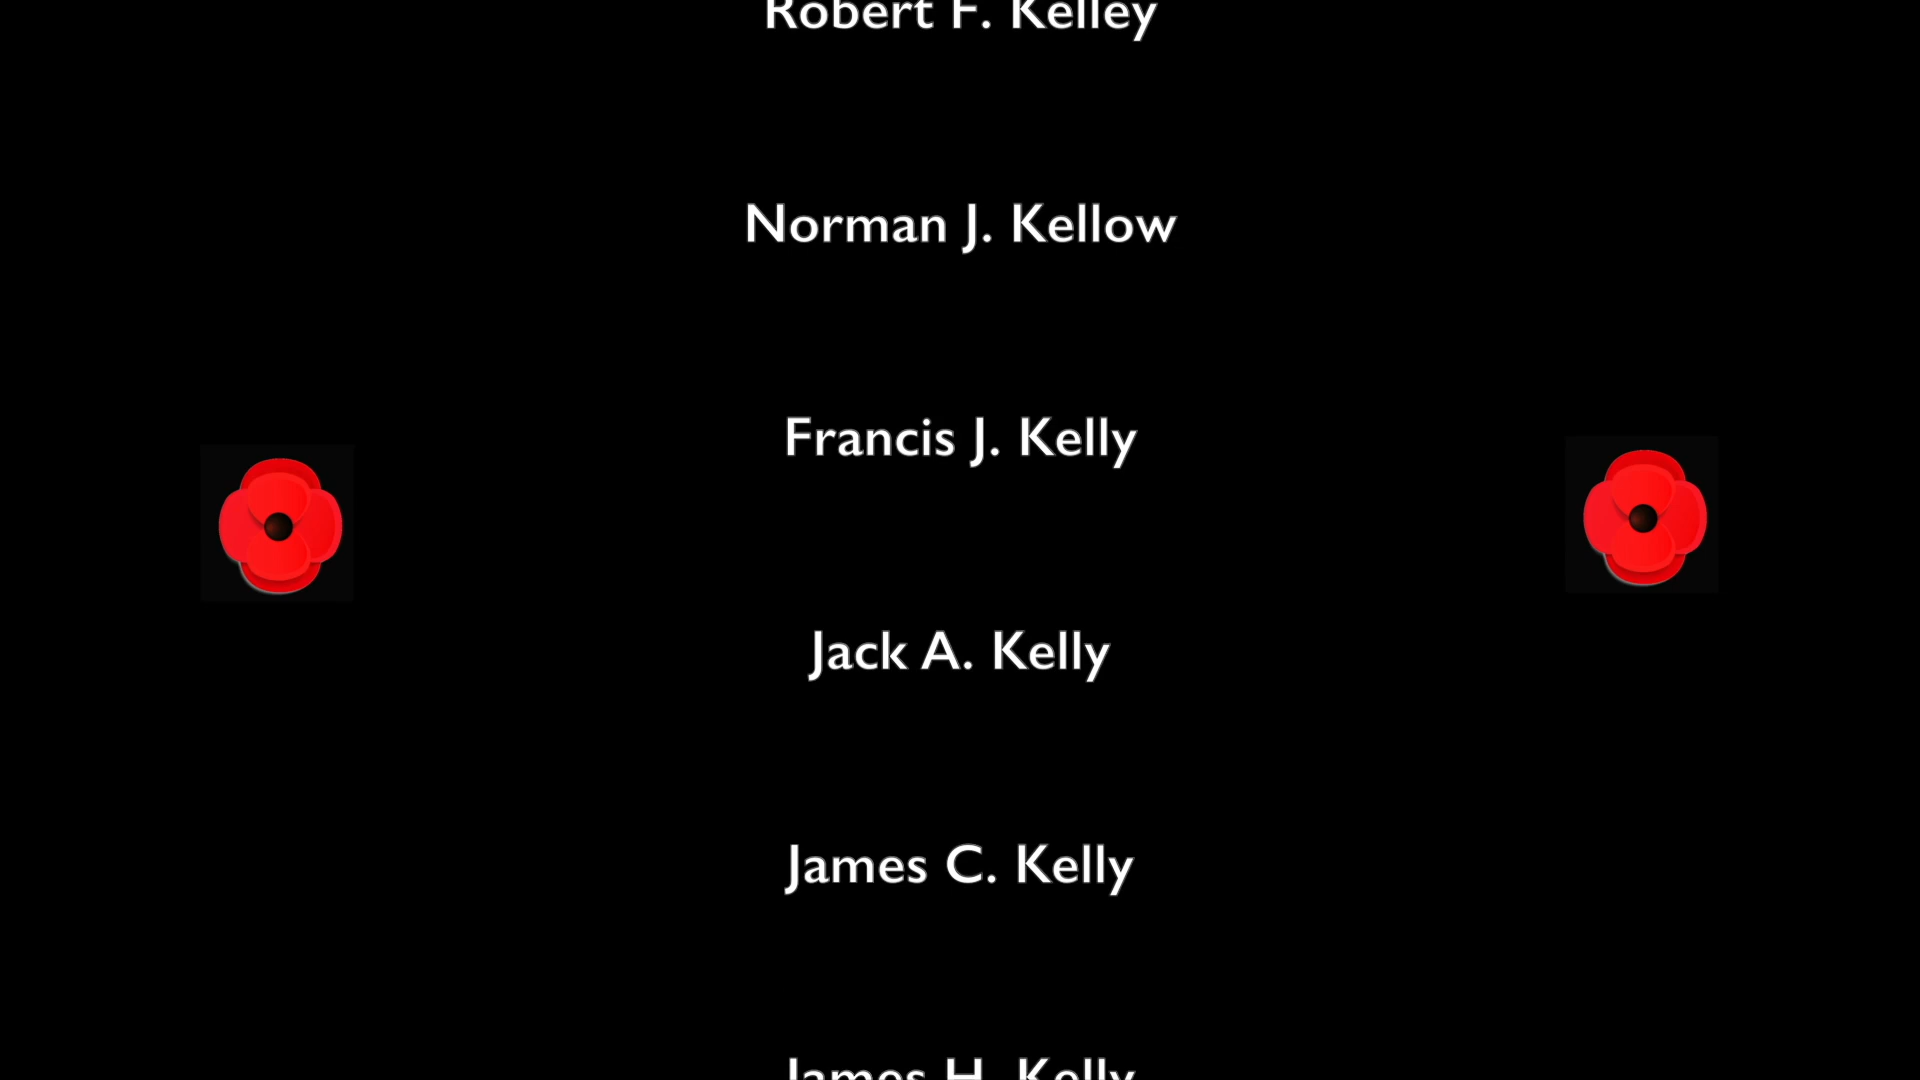 Robert F. Kelley
Norman J. Kellow
Francis J. Kelly
Jack A. Kelly
James C. Kelly
James H. Kelly